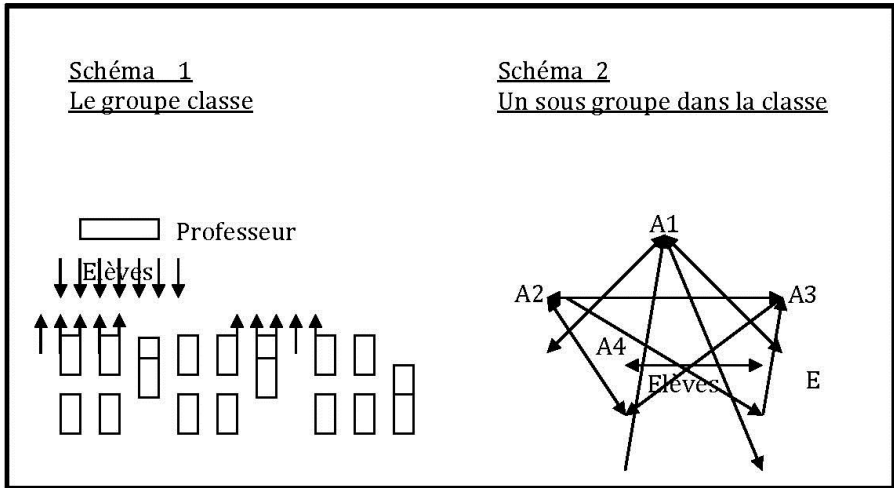 Schéma 1
Le groupe classe
Professeur
Elèves
Schéma 2
Un sous groupe dans la classe
A1
A2
A3
A4
Elèves
E